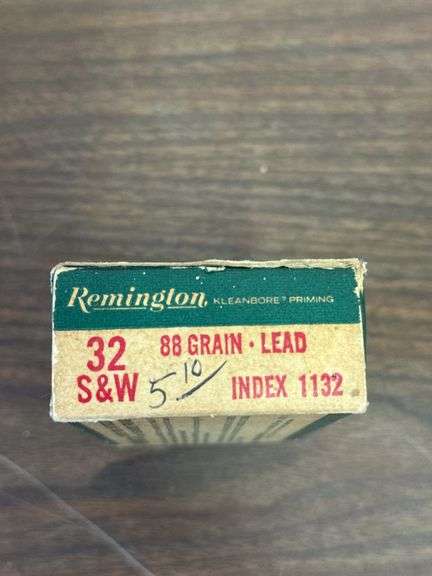 Remington, KLEANBORE® PRIMING
32 88 GRAIN · LEAD
S&W 5 10 INDEX 1132